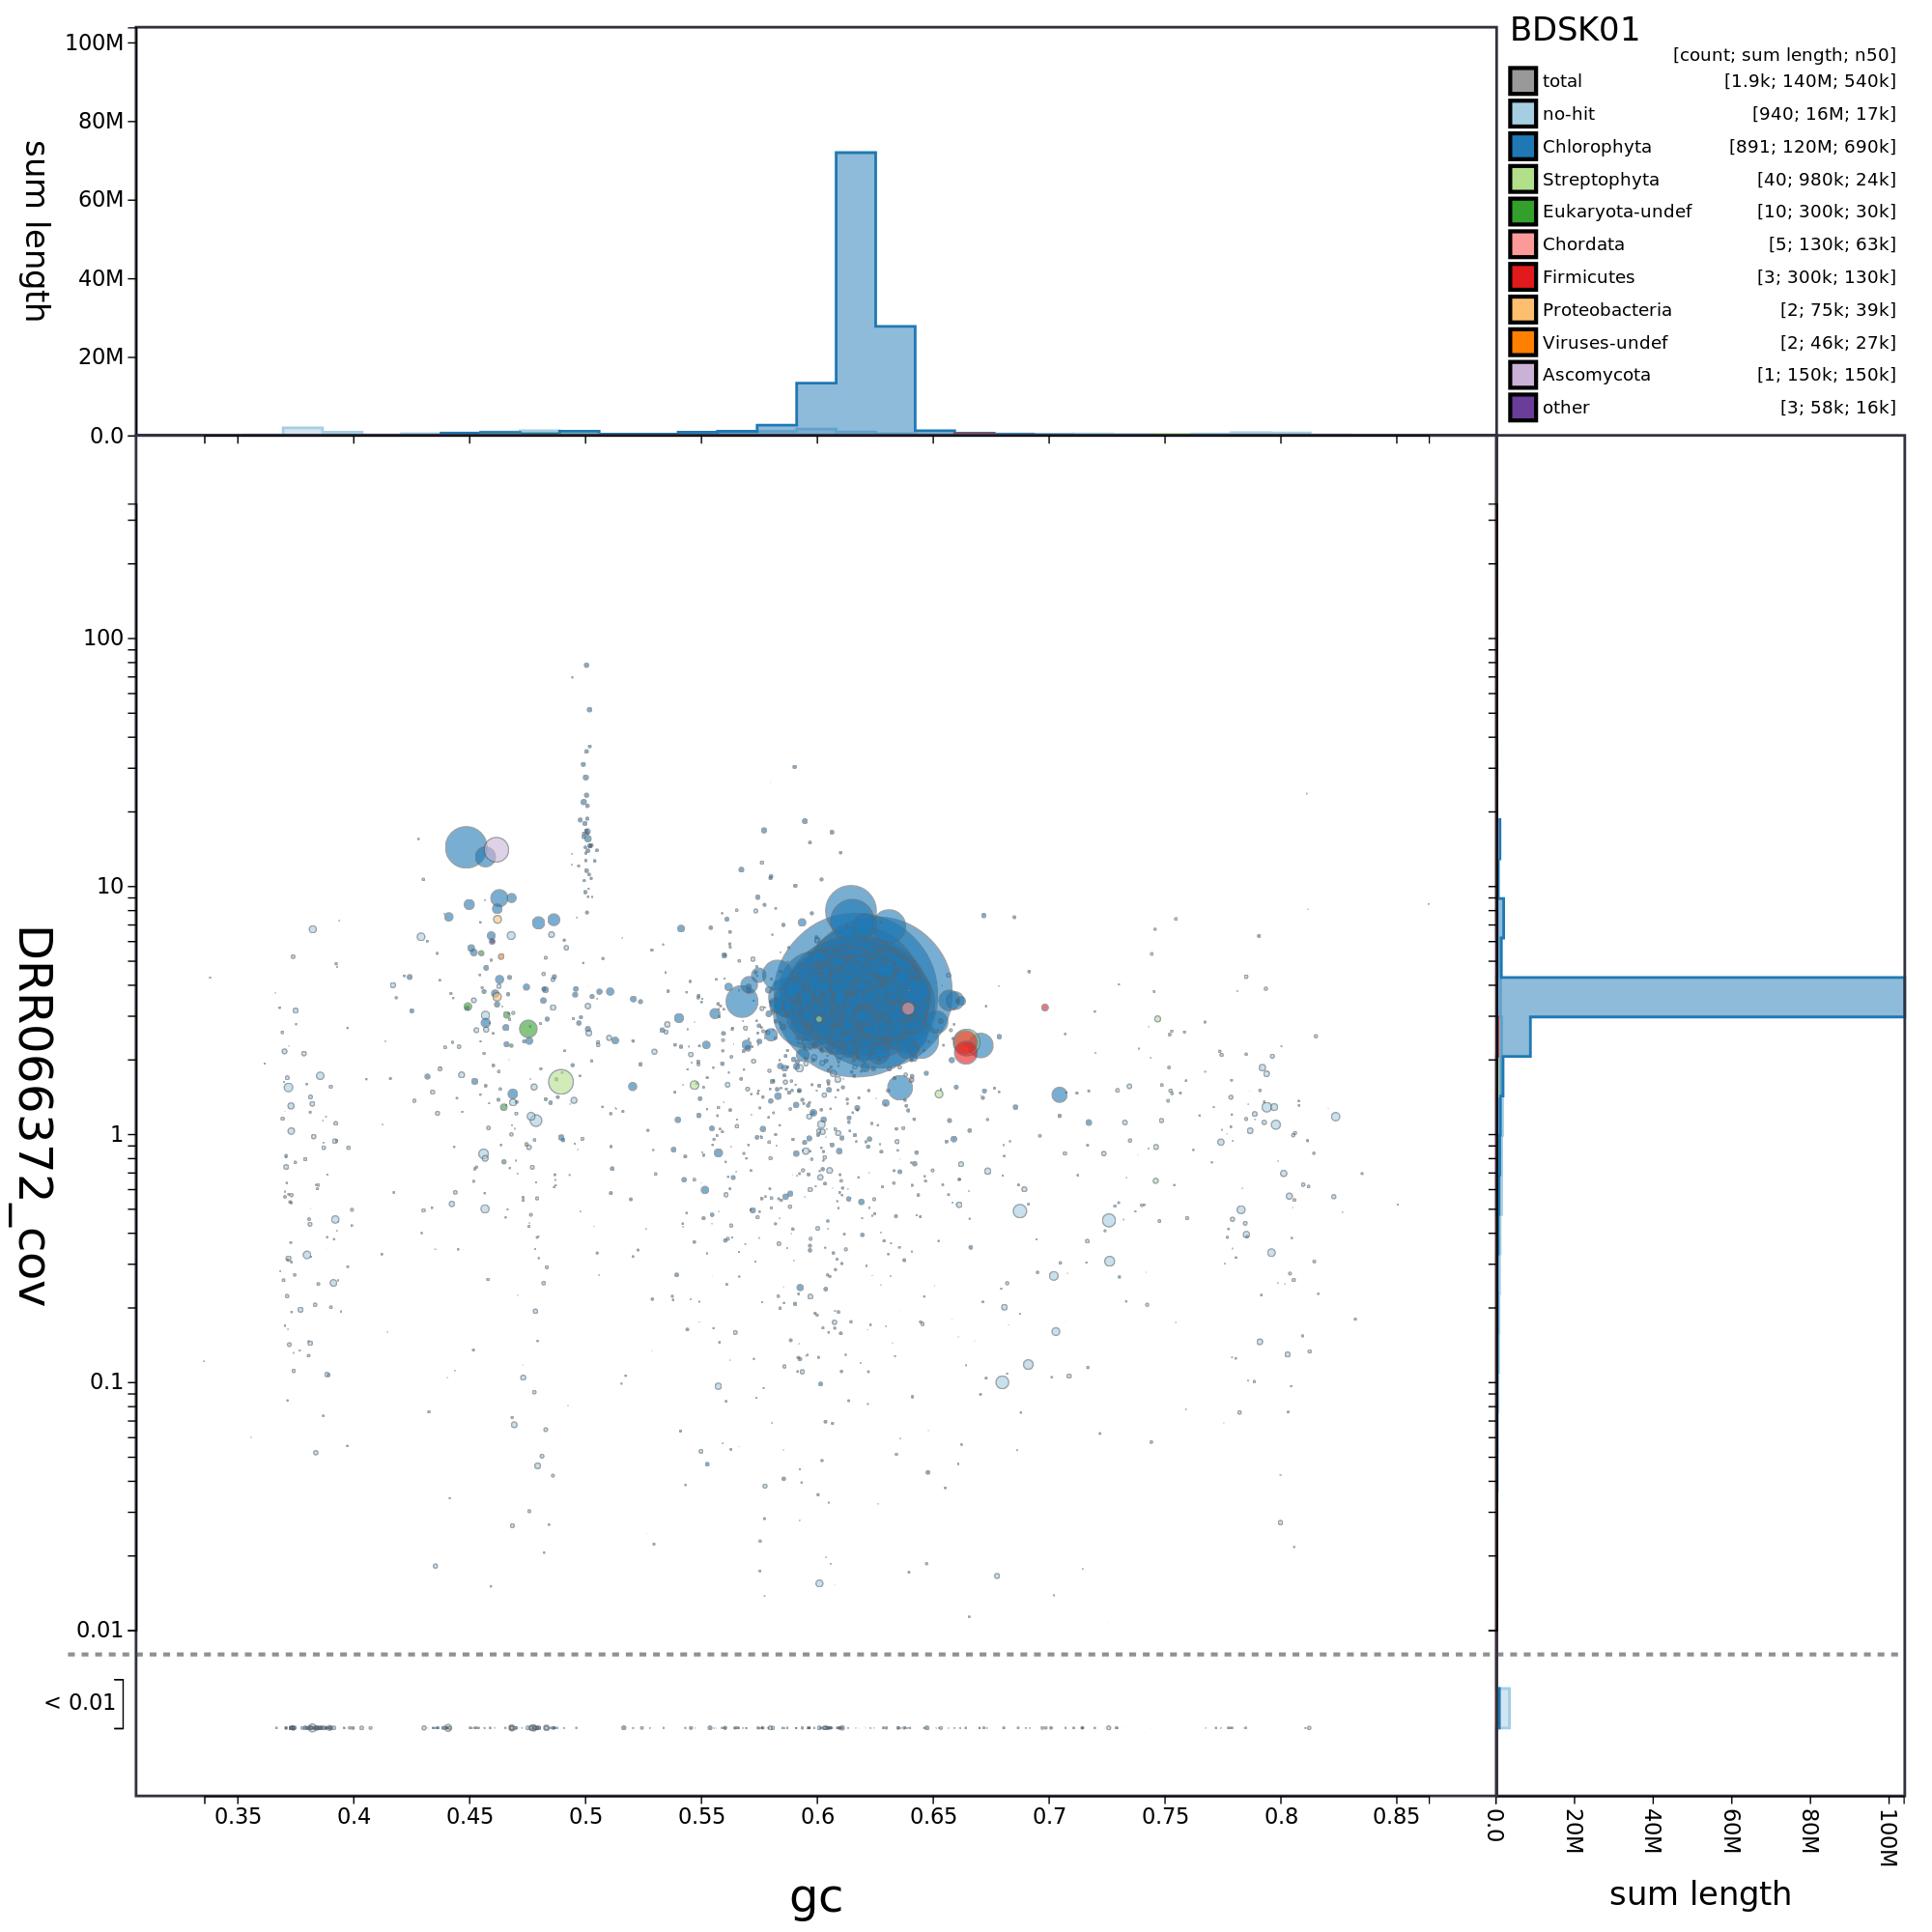 BDSK01
[count; sum length; n50]
total [1.9k; 140M; 540k]
no-hit [940; 16M; 17k]
Chlorophyta [891; 120M; 690k]
Streptophyta [40; 980k; 24k]
Eukaryota-undef [10; 300k; 30k]
Chordata [5; 130k; 63k]
Firmicutes [3; 300k; 130k]
Proteobacteria [2; 75k; 39k]
Viruses-undef [2; 46k; 27k]
Ascomycota [1; 150k; 150k]
other [3; 58k; 16k]
sum length
100M
80M
60M
40M
20M
0.0
DRR066372_cov
100
10
1
0.1
0.01
< 0.01
0.35 0.4 0.45 0.5 0.55 0.6 0.65 0.7 0.75 0.8 0.85
gc
0.0 20M 40M 60M 80M 100M
sum length